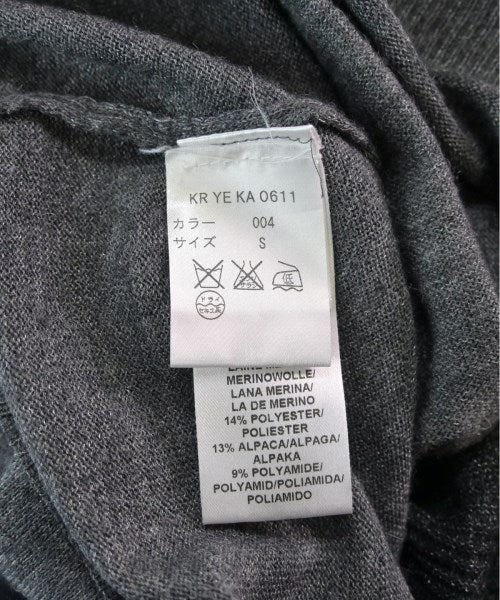 KR YE KA 0611
カラー 004
サイズ S
低
ドライ
セキユ系
MERINOWOLLE/
LANA MERINA/
LA DE MERINO
14% POLYESTER/
POLIESTER
13% ALPACA/ALPAGA/
ALPAKA
9% POLYAMIDE/
POLYAMID/POLIAMIDA/
POLIAMIDO